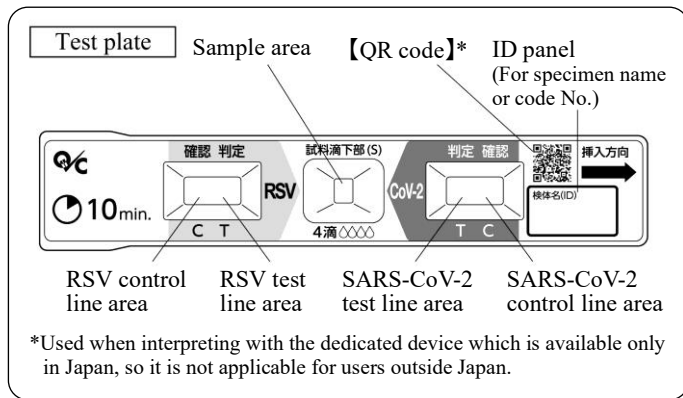 Test plate
Sample area
【QR code】*
ID panel
(For specimen name
or code No.)
Q/C
10min.
確認 判定
RSV
C T
試料滴下部(S)
4滴
判定 確認
CoV-2
T C
挿入方向
検体名(ID)
RSV control
line area
RSV test
line area
SARS-CoV-2
test line area
SARS-CoV-2
control line area
*Used when interpreting with the dedicated device which is available only
in Japan, so it is not applicable for users outside Japan.